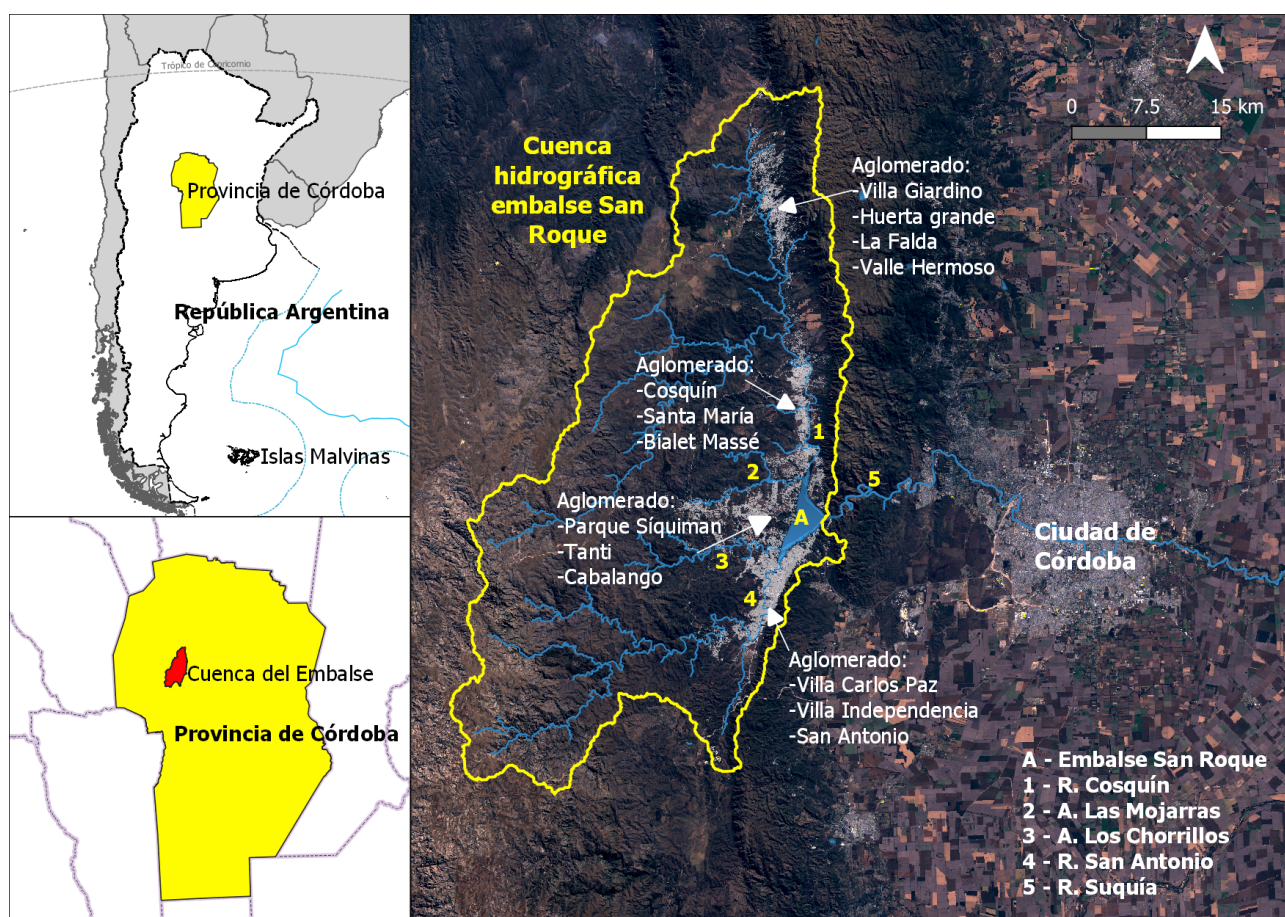 Trópico de Capricornio
Provincia de Córdoba
República Argentina
Islas Malvinas
Cuenca del Embalse
Provincia de Córdoba
Cuenca
hidrográfica
embalse San
Roque
0 7.5 15 km
Aglomerado:
-Villa Giardino
-Huerta grande
-La Falda
-Valle Hermoso
Aglomerado:
-Cosquín
-Santa María
-Bialet Massé
1
2
5
A
Aglomerado:
-Parque Síquiman
-Tanti
-Cabalango
3
4
Ciudad de
Córdoba
Aglomerado:
-Villa Carlos Paz
-Villa Independencia
-San Antonio
A - Embalse San Roque
1 - R. Cosquín
2 - A. Las Mojarras
3 - A. Los Chorrillos
4 - R. San Antonio
5 - R. Suquía